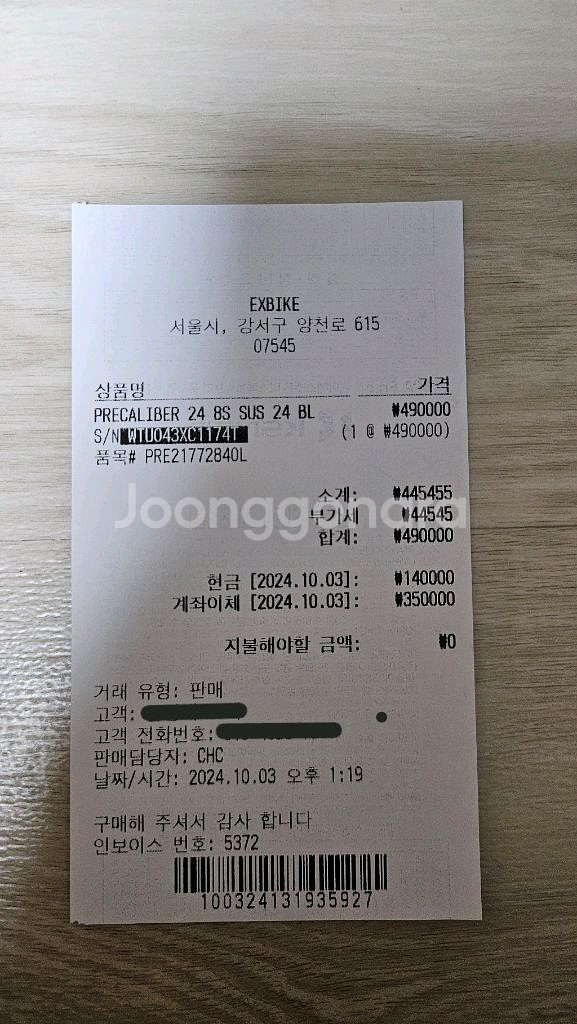 EXBIKE
서울시, 강서구 양천로 615
07545
상품명 가격
PRECALIBER 24 8S SUS 24 BL ₩490000
S/N WTU043XC1174T (1 @ ₩490000)
품목# PRE21772840L
소계: ₩445455
부가세 ₩44545
합계: ₩490000
Joonggonara
현금 [2024.10.03]: ₩140000
계좌이체 [2024.10.03]: ₩350000
지불해야할 금액: ₩0
거래 유형: 판매
고객:
고객 전화번호:
판매담당자: CHC
날짜/시간: 2024.10.03 오후 1:19
구매해 주셔서 감사 합니다
인보이스 번호: 5372
100324131935927